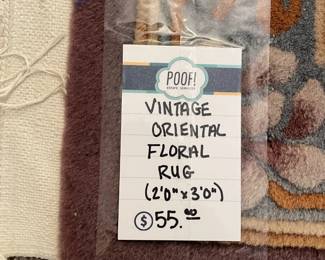 POOF!
ESTATE SERVICES
VINTAGE
ORIENTAL
FLORAL
RUG
(2'0" x 3'0")
$55.00